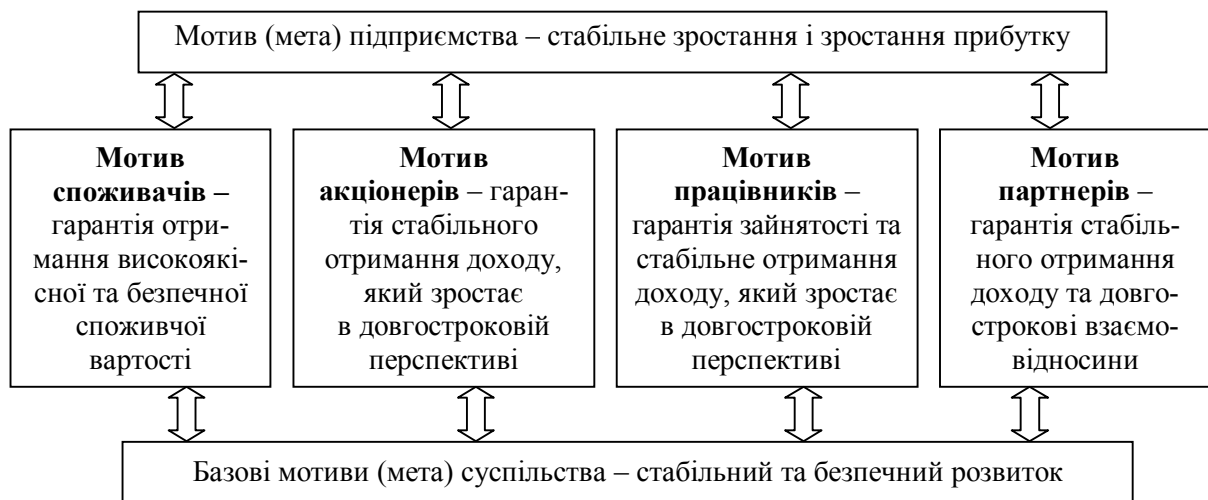 Мотив (мета) підприємства – стабільне зростання і зростання прибутку
Мотив
споживачів –
гарантія отри-
мання високоякі-
сної та безпечної
споживчої
вартості
Мотив
акціонерів – гаран-
тія стабільного
отримання доходу,
який зростає
в довгостроковій
перспективі
Мотив
працівників –
гарантія зайнятості та
стабільне отримання
доходу, який зростає
в довгостроковій
перспективі
Мотив
партнерів –
гарантія стабіль-
ного отримання
доходу та довго-
строкові взаємо-
відносини
Базові мотиви (мета) суспільства – стабільний та безпечний розвиток